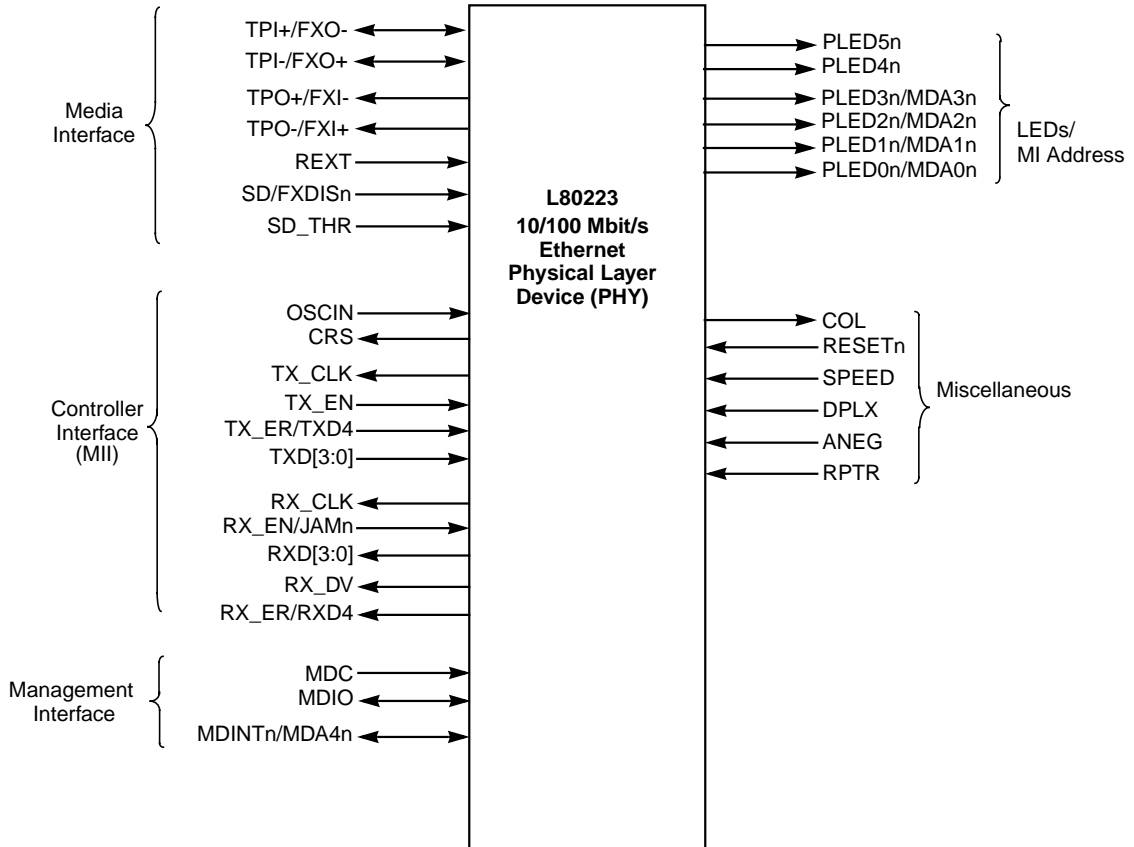 Media
Interface
TPI+/FXO-
TPI-/FXO+
TPO+/FXI-
TPO-/FXI+
REXT
SD/FXDISn
SD_THR
Controller
Interface
(MII)
OSCIN
CRS
TX_CLK
TX_EN
TX_ER/TXD4
TXD[3:0]
RX_CLK
RX_EN/JAMn
RXD[3:0]
RX_DV
RX_ER/RXD4
Management
Interface
MDC
MDIO
MDINTn/MDA4n
L80223
10/100 Mbit/s
Ethernet
Physical Layer
Device (PHY)
PLED5n
PLED4n
PLED3n/MDA3n
PLED2n/MDA2n
PLED1n/MDA1n
PLED0n/MDA0n
LEDs/
MI Address
COL
RESETn
SPEED
DPLX
ANEG
RPTR
Miscellaneous